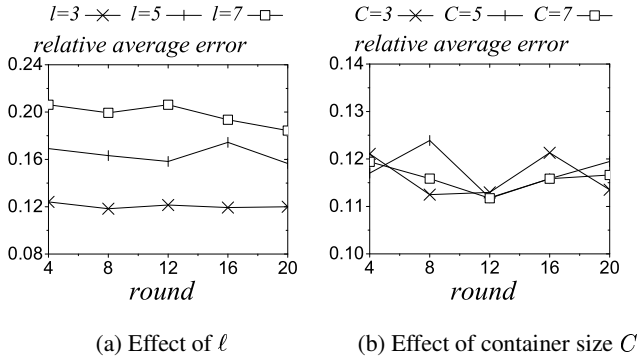 l=3 l=5 l=7
relative average error
0.24
0.20
0.16
0.12
0.08
4 8 12 16 20
round
(a) Effect of ℓ
C=3 C=5 C=7
relative average error
0.14
0.13
0.12
0.11
0.10
4 8 12 16 20
round
(b) Effect of container size C